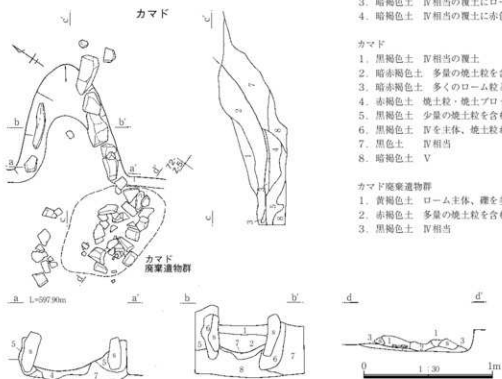 カマド
3. 暗褐色土 Ⅳ相当の覆土にロー
4. 暗褐色土 Ⅳ相当の覆土に赤色
カマド
1. 黒褐色土 Ⅳ相当の覆土
2. 暗赤褐色土 多量の焼土粒を含
3. 暗赤褐色土 多くのローム粒
4. 赤褐色土 焼土粒・焼土ブロッ
5. 黒褐色土 少量の焼土粒を含
6. 黒褐色土 Ⅳを主体、焼土粒
7. 黒色土 Ⅳ相当
8. 暗褐色土 Ⅴ
カマド廃棄遺物群
1. 黄褐色土 ローム主体、礫を
2. 赤褐色土 多量の焼土粒を含
3. 黒褐色土 Ⅳ相当
カマド
廃棄遺物群
a L=597.90m a'
b b'
d d'
0 1:30 1m